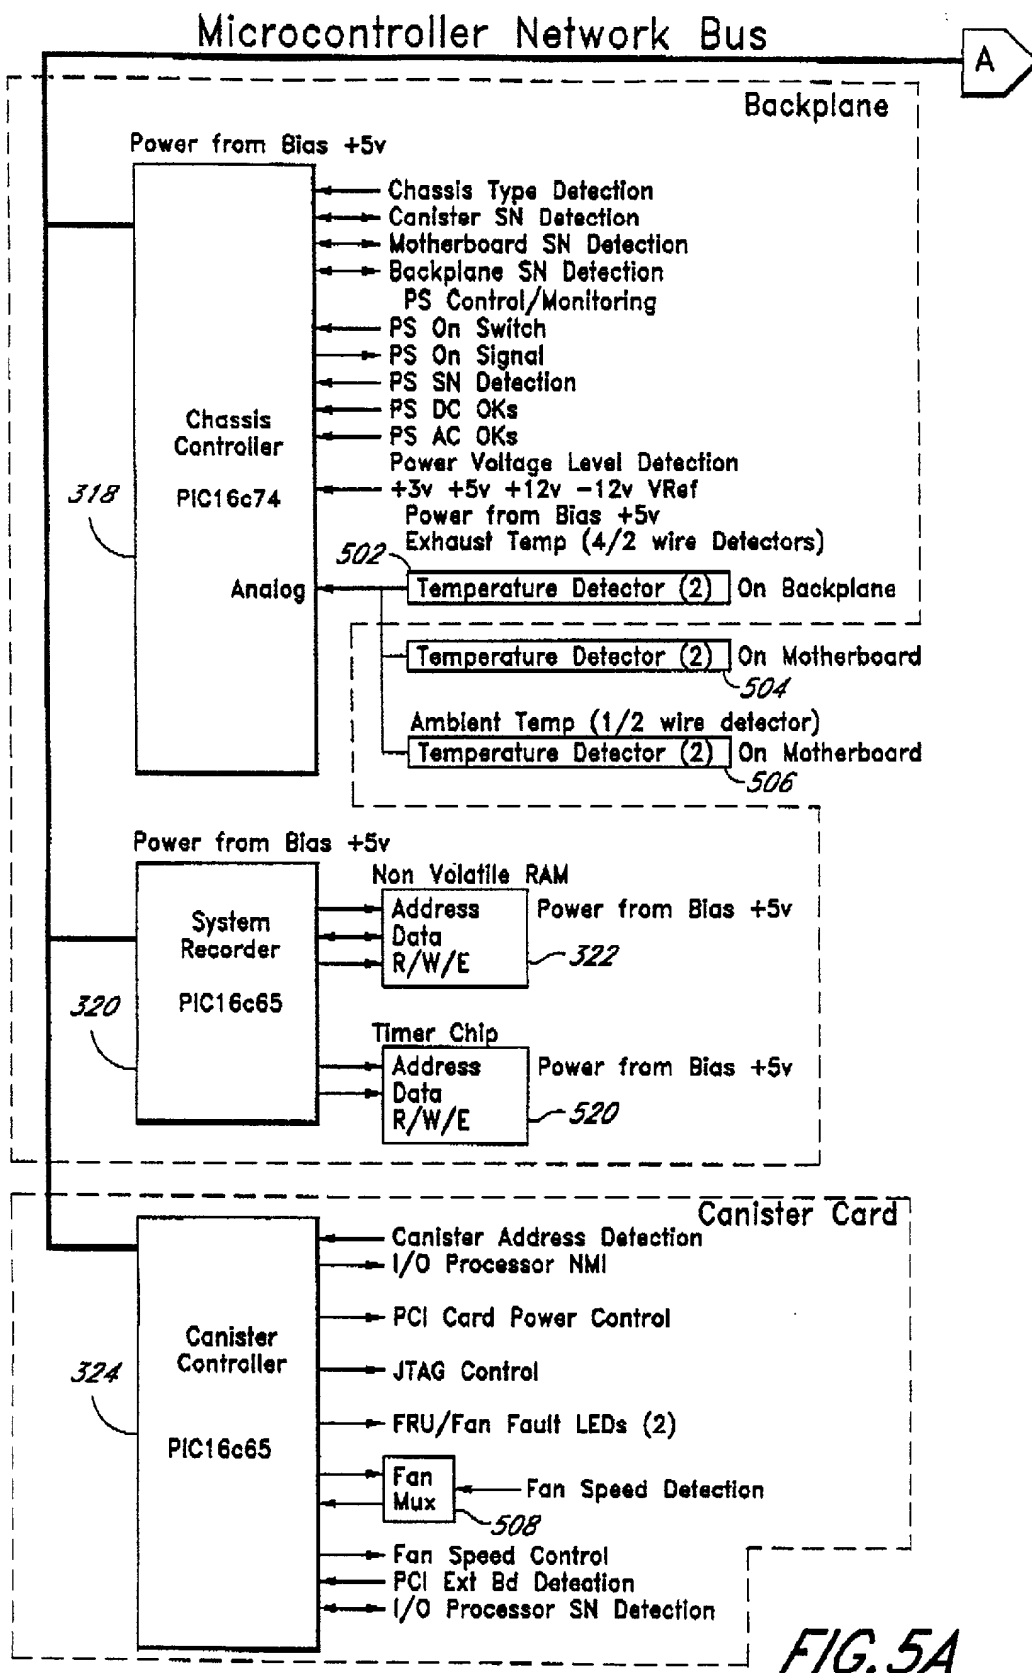 Microcontroller Network Bus
A
Backplane
Power from Bias +5v
Chassis Type Detection
Canister SN Detection
Motherboard SN Detection
Backplane SN Detection
PS Control/Monitoring
PS On Switch
PS On Signal
PS SN Detection
PS DC OKs
PS AC OKs
Power Voltage Level Detection
+3v +5v +12v -12v VRef
Power from Bias +5v
Exhaust Temp (4/2 wire Detectors)
Chassis
Controller
PIC16c74
318
Analog
502
Temperature Detector (2) On Backplane
Temperature Detector (2) On Motherboard
504
Ambient Temp (1/2 wire detector)
Temperature Detector (2) On Motherboard
506
Power from Bias +5v
System
Recorder
PIC16c65
320
Non Volatile RAM
Address
Data
R/W/E
Power from Bias +5v
322
Timer Chip
Address
Data
R/W/E
Power from Bias +5v
520
Canister Card
Canister
Controller
PIC16c65
324
Canister Address Detection
I/O Processor NMI
PCI Card Power Control
JTAG Control
FRU/Fan Fault LEDs (2)
Fan
Mux
Fan Speed Detection
508
Fan Speed Control
PCI Ext Bd Detection
I/O Processor SN Detection
FIG. 5A